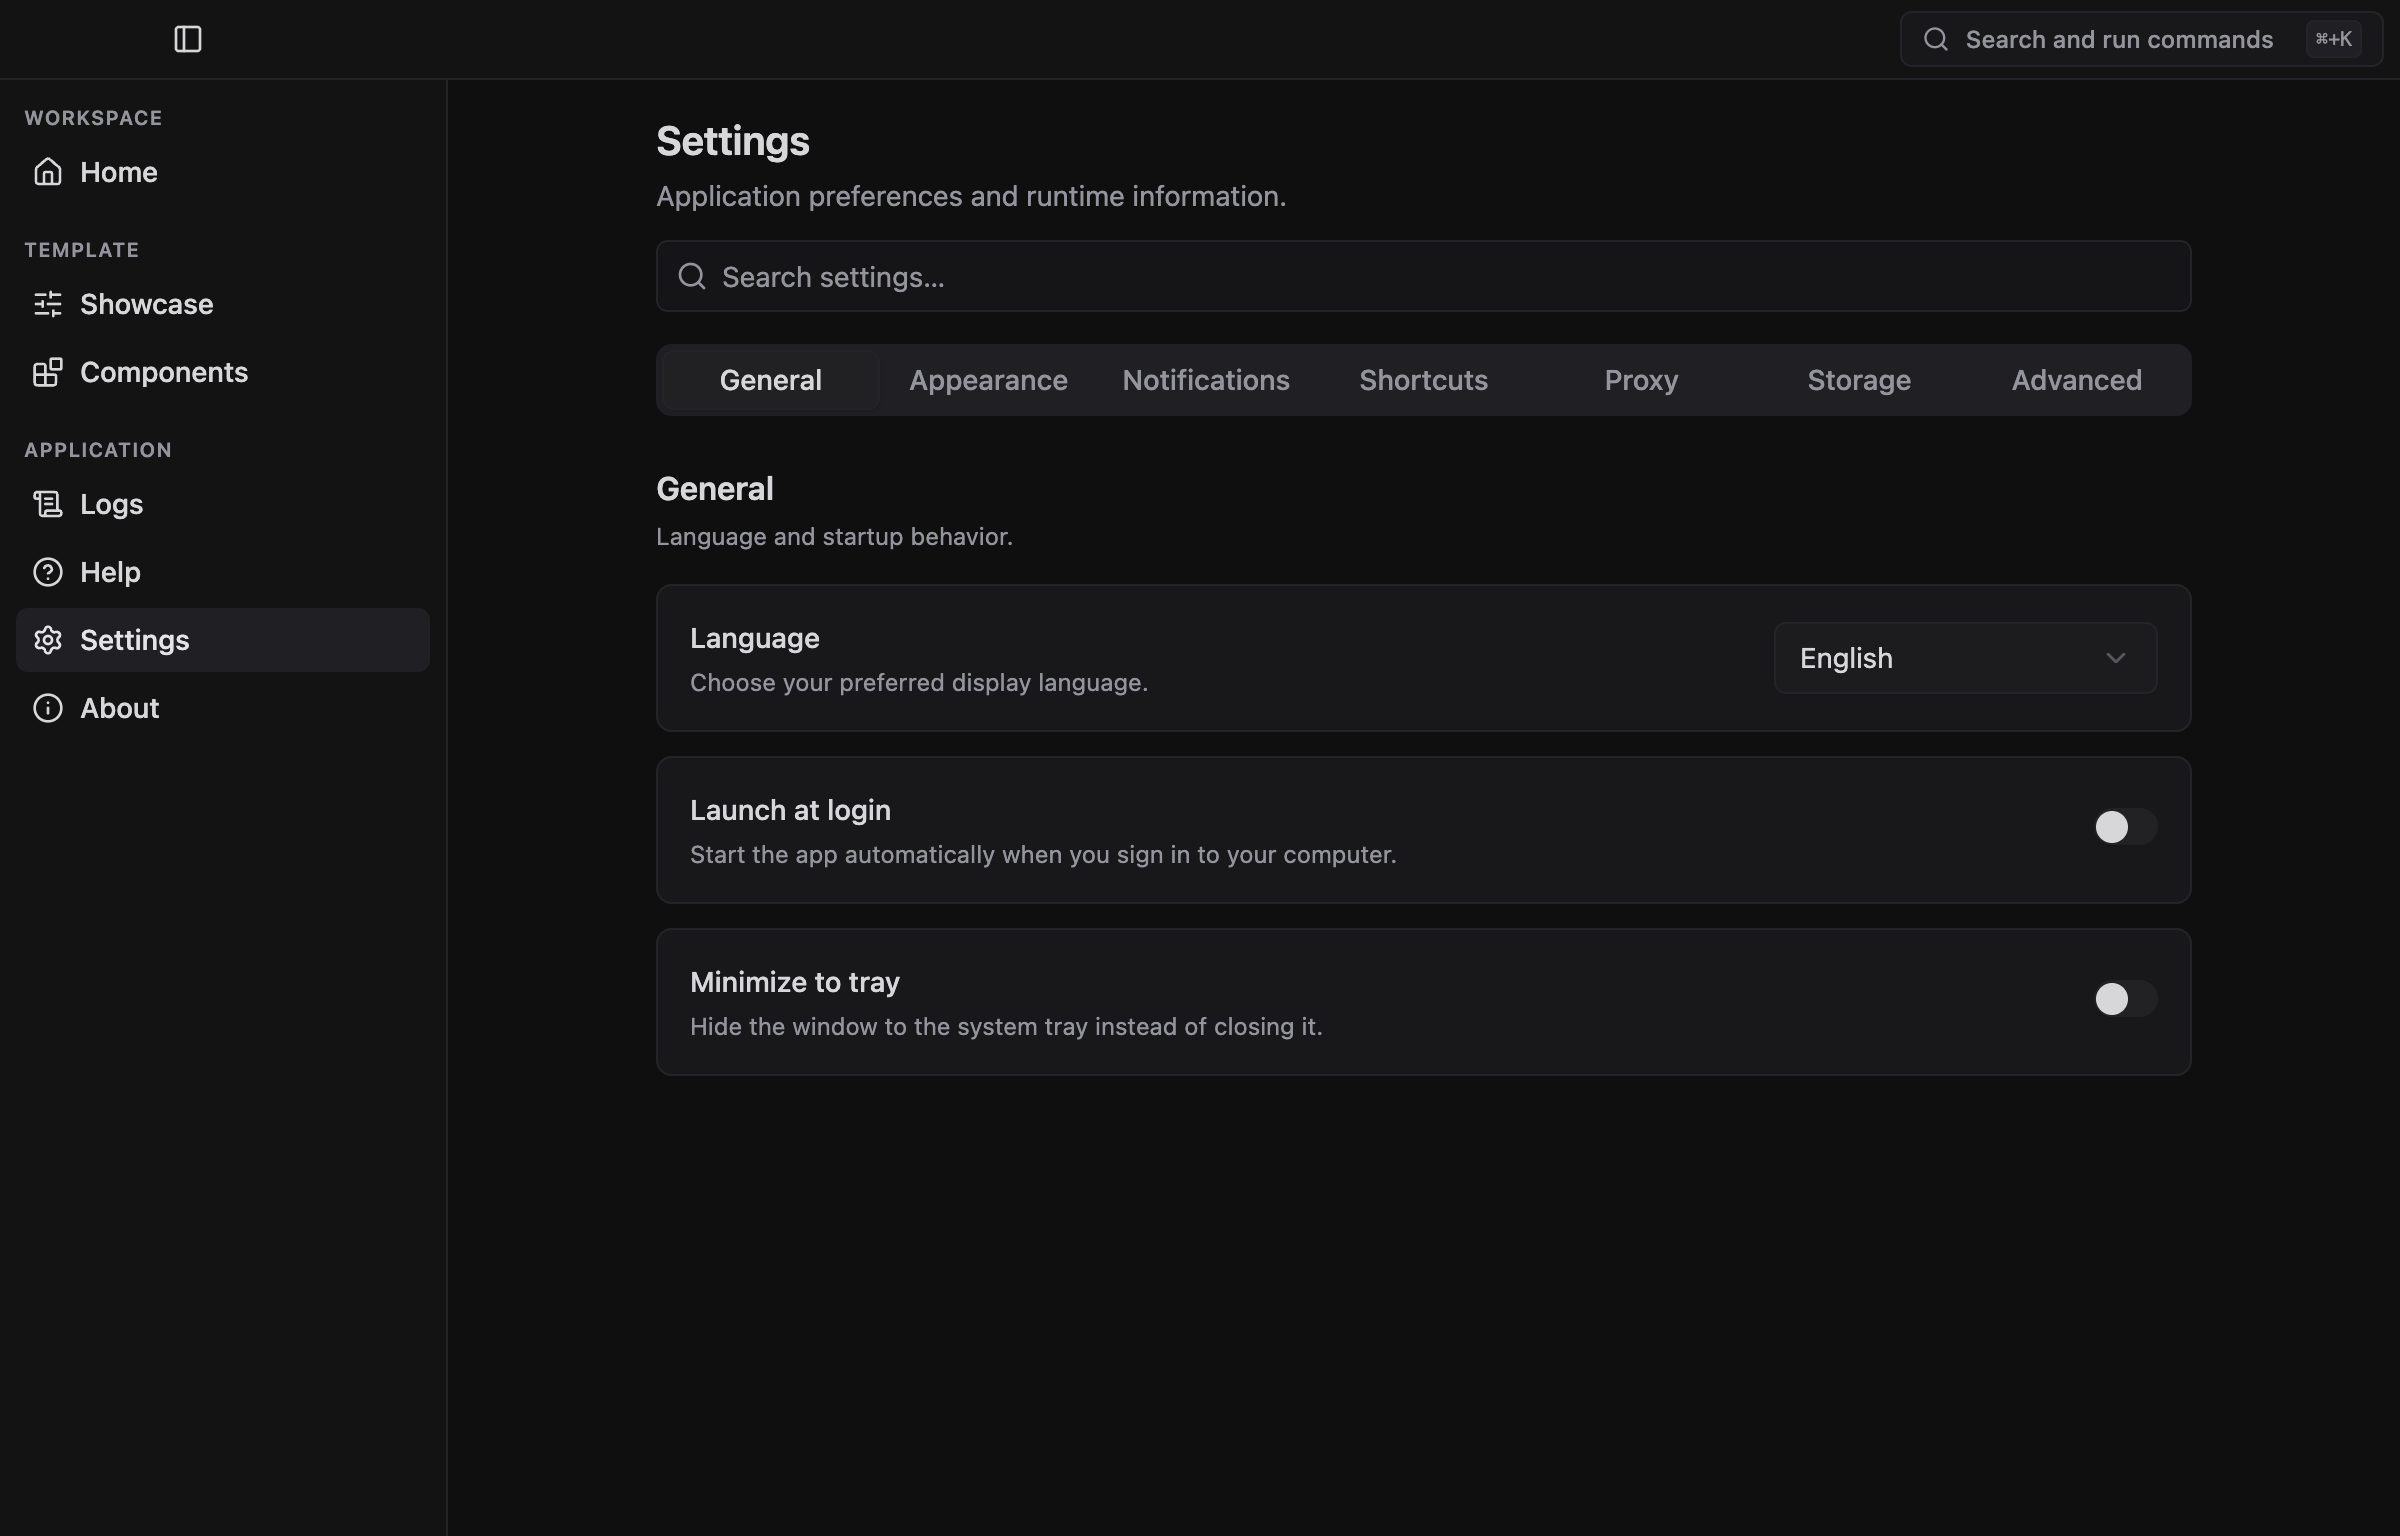 Search and run commands ⌘+K
WORKSPACE
Home
TEMPLATE
Showcase
Components
APPLICATION
Logs
Help
Settings
About
Settings
Application preferences and runtime information.
Search settings...
General Appearance Notifications Shortcuts Proxy Storage Advanced
General
Language and startup behavior.
Language
Choose your preferred display language.
English
Launch at login
Start the app automatically when you sign in to your computer.
Minimize to tray
Hide the window to the system tray instead of closing it.